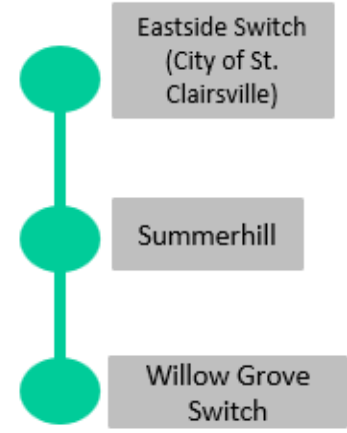 Eastside Switch
(City of St.
Clairsville)
Summerhill
Willow Grove
Switch